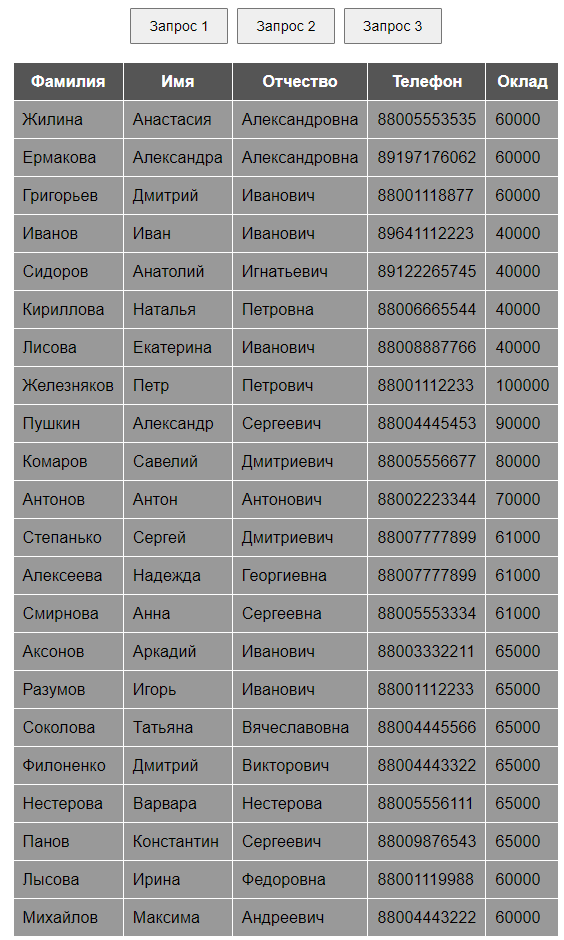 Запрос 1 Запрос 2 Запрос 3
Фамилия Имя Отчество Телефон Оклад
Жилина Анастасия Александровна 88005553535 60000
Ермакова Александра Александровна 89197176062 60000
Григорьев Дмитрий Иванович 88001118877 60000
Иванов Иван Иванович 89641112223 40000
Сидоров Анатолий Игнатьевич 89122265745 40000
Кириллова Наталья Петровна 88006665544 40000
Лисова Екатерина Иванович 88008887766 40000
Железняков Петр Петрович 88001112233 100000
Пушкин Александр Сергеевич 88004445453 90000
Комаров Савелий Дмитриевич 88005556677 80000
Антонов Антон Антонович 88002223344 70000
Степанько Сергей Дмитриевич 88007777899 61000
Алексеева Надежда Георгиевна 88007777899 61000
Смирнова Анна Сергеевна 88005553334 61000
Аксонов Аркадий Иванович 88003332211 65000
Разумов Игорь Иванович 88001112233 65000
Соколова Татьяна Вячеславовна 88004445566 65000
Филоненко Дмитрий Викторович 88004443322 65000
Нестерова Варвара Нестерова 88005556111 65000
Панов Константин Сергеевич 88009876543 65000
Лысова Ирина Федоровна 88001119988 60000
Михайлов Максима Андреевич 88004443222 60000